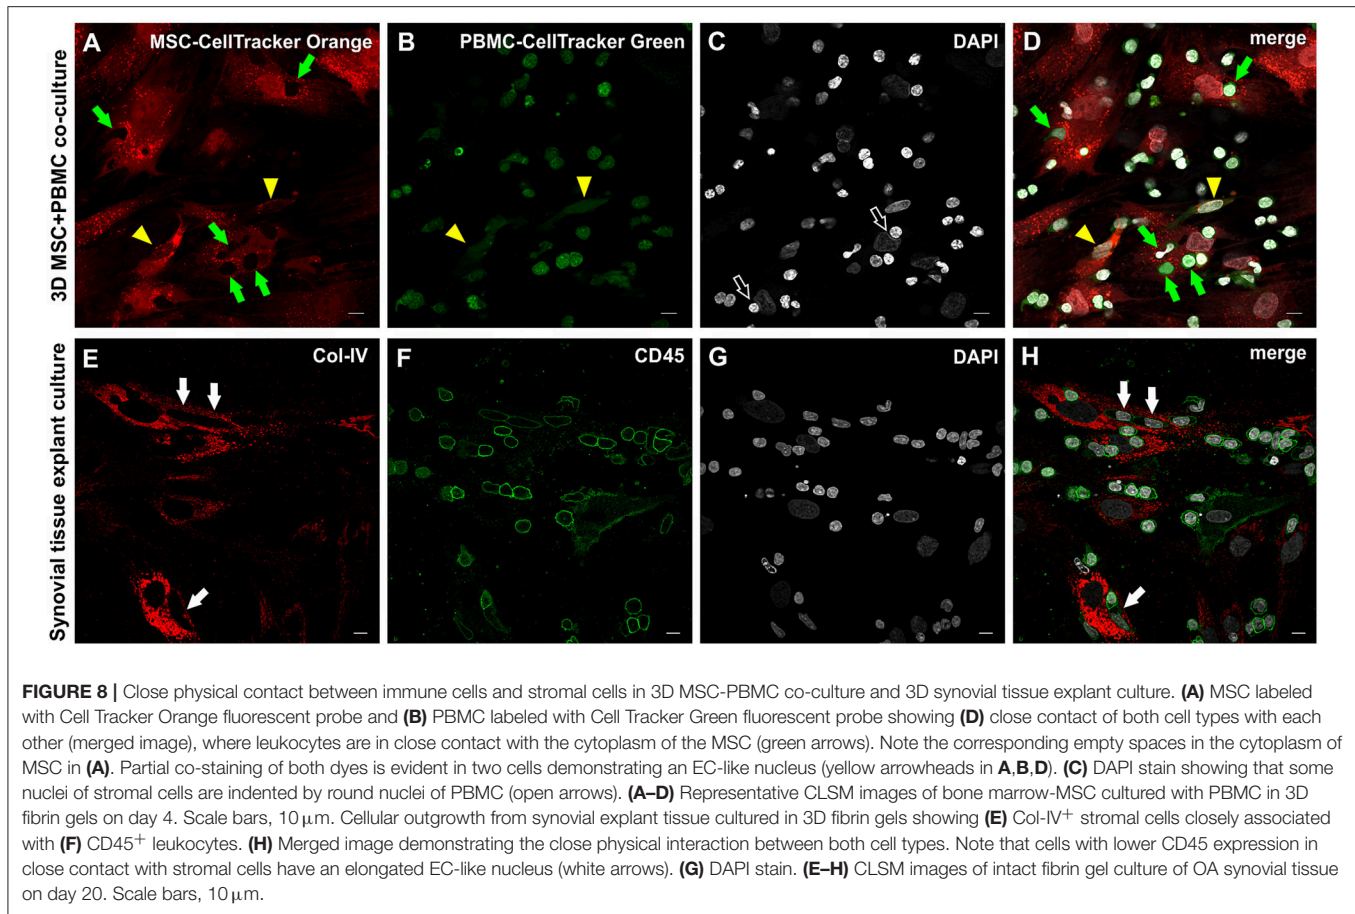 3D MSC+PBMC co-culture
A
MSC-CellTracker Orange
B
PBMC-CellTracker Green
C
DAPI
D
merge
Synovial tissue explant culture
E
Col-IV
F
CD45
G
DAPI
H
merge
FIGURE 8 | Close physical contact between immune cells and stromal cells in 3D MSC-PBMC co-culture and 3D synovial tissue explant culture. (A) MSC labeled
with Cell Tracker Orange fluorescent probe and (B) PBMC labeled with Cell Tracker Green fluorescent probe showing (D) close contact of both cell types with each
other (merged image), where leukocytes are in close contact with the cytoplasm of the MSC (green arrows). Note the corresponding empty spaces in the cytoplasm of
MSC in (A). Partial co-staining of both dyes is evident in two cells demonstrating an EC-like nucleus (yellow arrowheads in A,B,D). (C) DAPI stain showing that some
nuclei of stromal cells are indented by round nuclei of PBMC (open arrows). (A–D) Representative CLSM images of bone marrow-MSC cultured with PBMC in 3D
fibrin gels on day 4. Scale bars, 10 μm. Cellular outgrowth from synovial explant tissue cultured in 3D fibrin gels showing (E) Col-IV⁺ stromal cells closely associated
with (F) CD45⁺ leukocytes. (H) Merged image demonstrating the close physical interaction between both cell types. Note that cells with lower CD45 expression in
close contact with stromal cells have an elongated EC-like nucleus (white arrows). (G) DAPI stain. (E–H) CLSM images of intact fibrin gel culture of OA synovial tissue
on day 20. Scale bars, 10 μm.